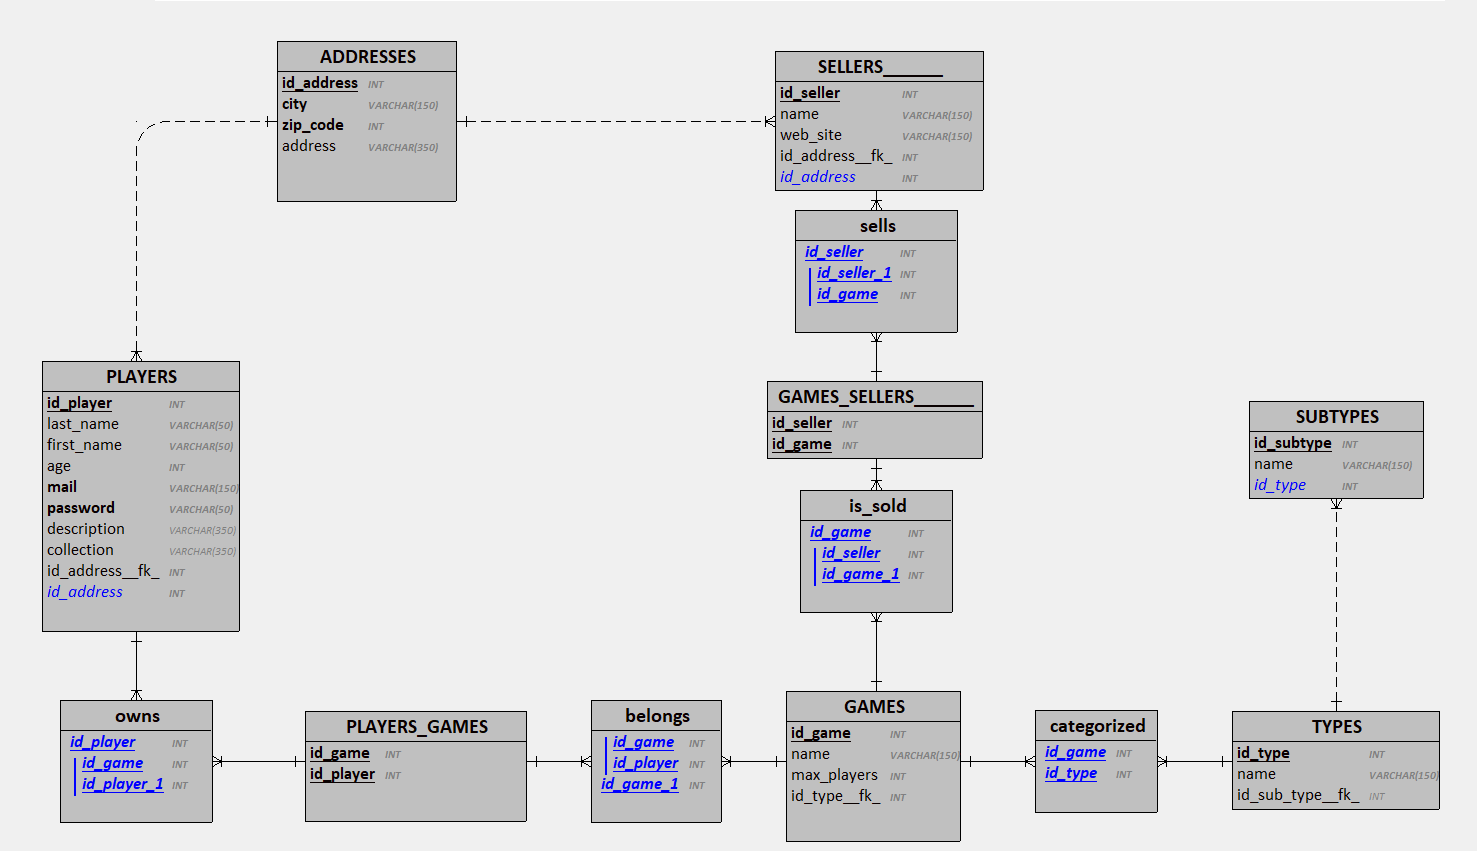 ADDRESSES
id_address INT
city VARCHAR(150)
zip_code INT
address VARCHAR(350)
SELLERS______
id_seller INT
name VARCHAR(150)
web_site VARCHAR(150)
id_address__fk_ INT
id_address INT
sells
id_seller INT
id_seller_1 INT
id_game INT
PLAYERS
id_player INT
last_name VARCHAR(50)
first_name VARCHAR(50)
age INT
mail VARCHAR(150)
password VARCHAR(50)
description VARCHAR(350)
collection VARCHAR(350)
id_address__fk_ INT
id_address INT
GAMES_SELLERS______
id_seller INT
id_game INT
SUBTYPES
id_subtype INT
name VARCHAR(150)
id_type INT
is_sold
id_game INT
id_seller INT
id_game_1 INT
owns
id_player INT
id_game INT
id_player_1 INT
PLAYERS_GAMES
id_game INT
id_player INT
belongs
id_game INT
id_player INT
id_game_1 INT
GAMES
id_game INT
name VARCHAR(150)
max_players INT
id_type__fk_ INT
categorized
id_game INT
id_type INT
TYPES
id_type INT
name VARCHAR(150)
id_sub_type__fk_ INT